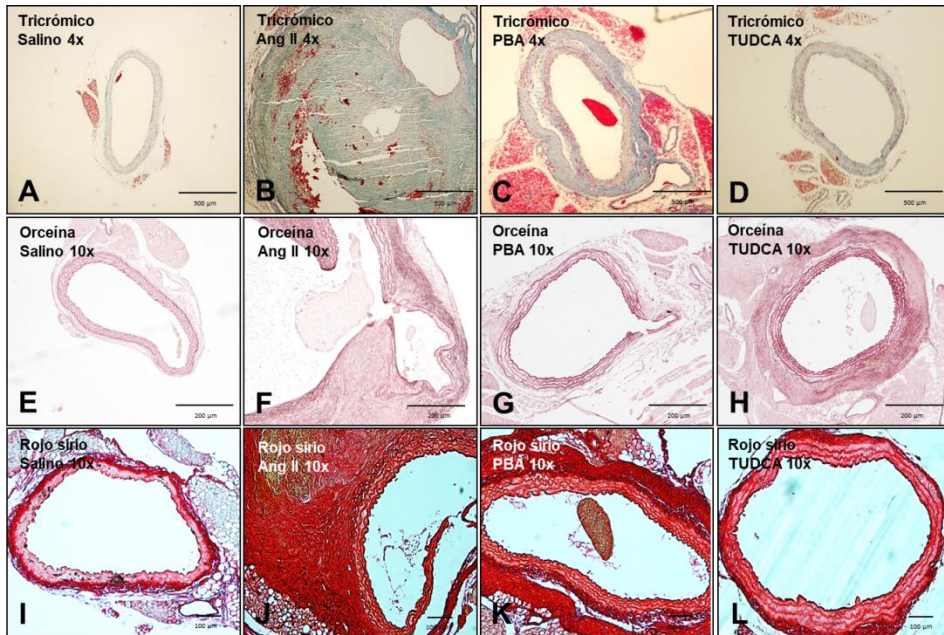 Tricrómico
Salino 4x
A
500 µm
Tricrómico
Ang II 4x
B
500 µm
Tricrómico
PBA 4x
C
500 µm
Tricrómico
TUDCA 4x
D
500 µm
Orceína
Salino 10x
E
200 µm
Orceína
Ang II 10x
F
200 µm
Orceína
PBA 10x
G
200 µm
Orceína
TUDCA 10x
H
200 µm
Rojo sirio
Salino 10x
I
100 µm
Rojo sirio
Ang II 10x
J
Rojo sirio
PBA 10x
K
100 µm
Rojo sirio
TUDCA 10x
L
100 µm